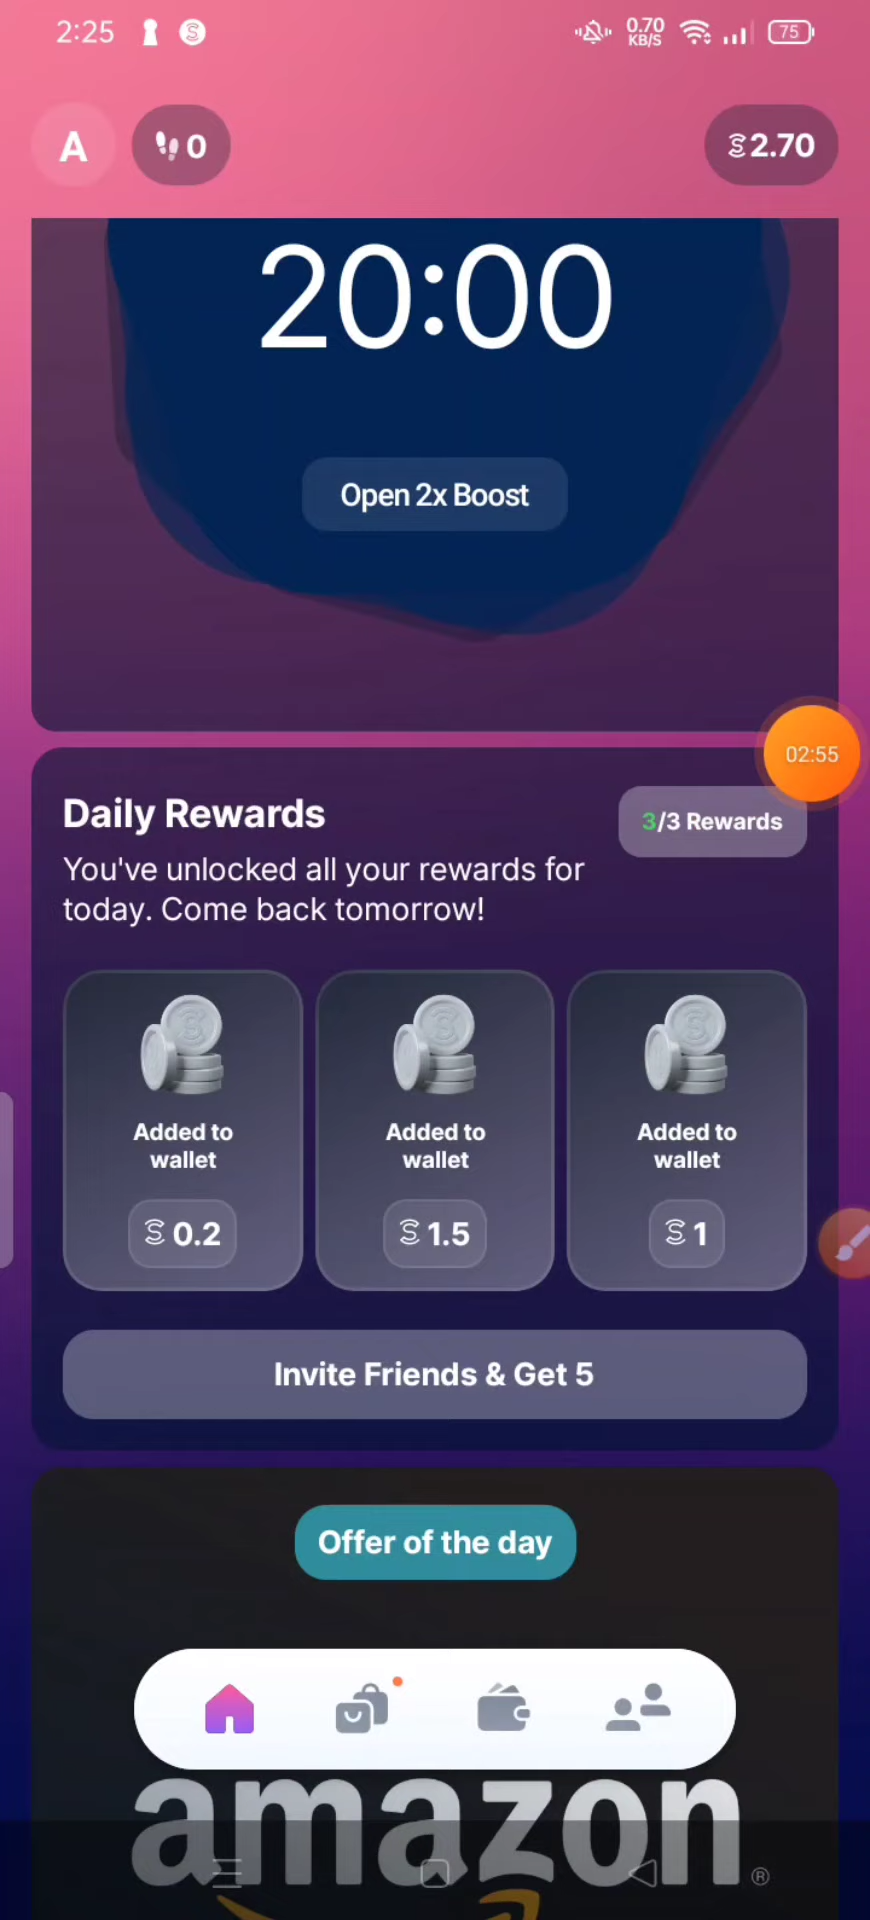 2:25
0.70
KB/S
75
A
0
2.70
20:00
Open 2x Boost
02:55
Daily Rewards
3/3 Rewards
You've unlocked all your rewards for
today. Come back tomorrow!
Added to
wallet
0.2
Added to
wallet
1.5
Added to
wallet
1
Invite Friends & Get 5
Offer of the day
amazon
®